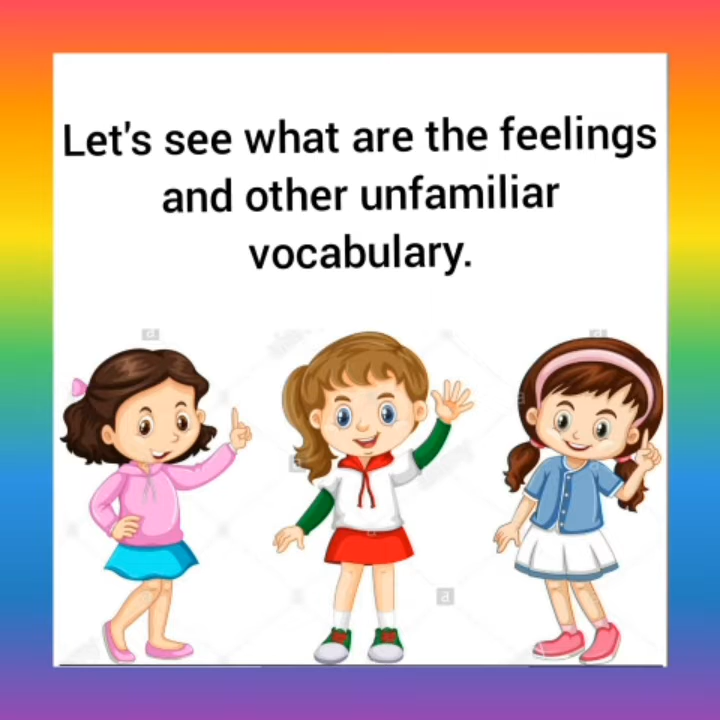 Let's see what are the feelings
and other unfamiliar
vocabulary.
a
a
a
a